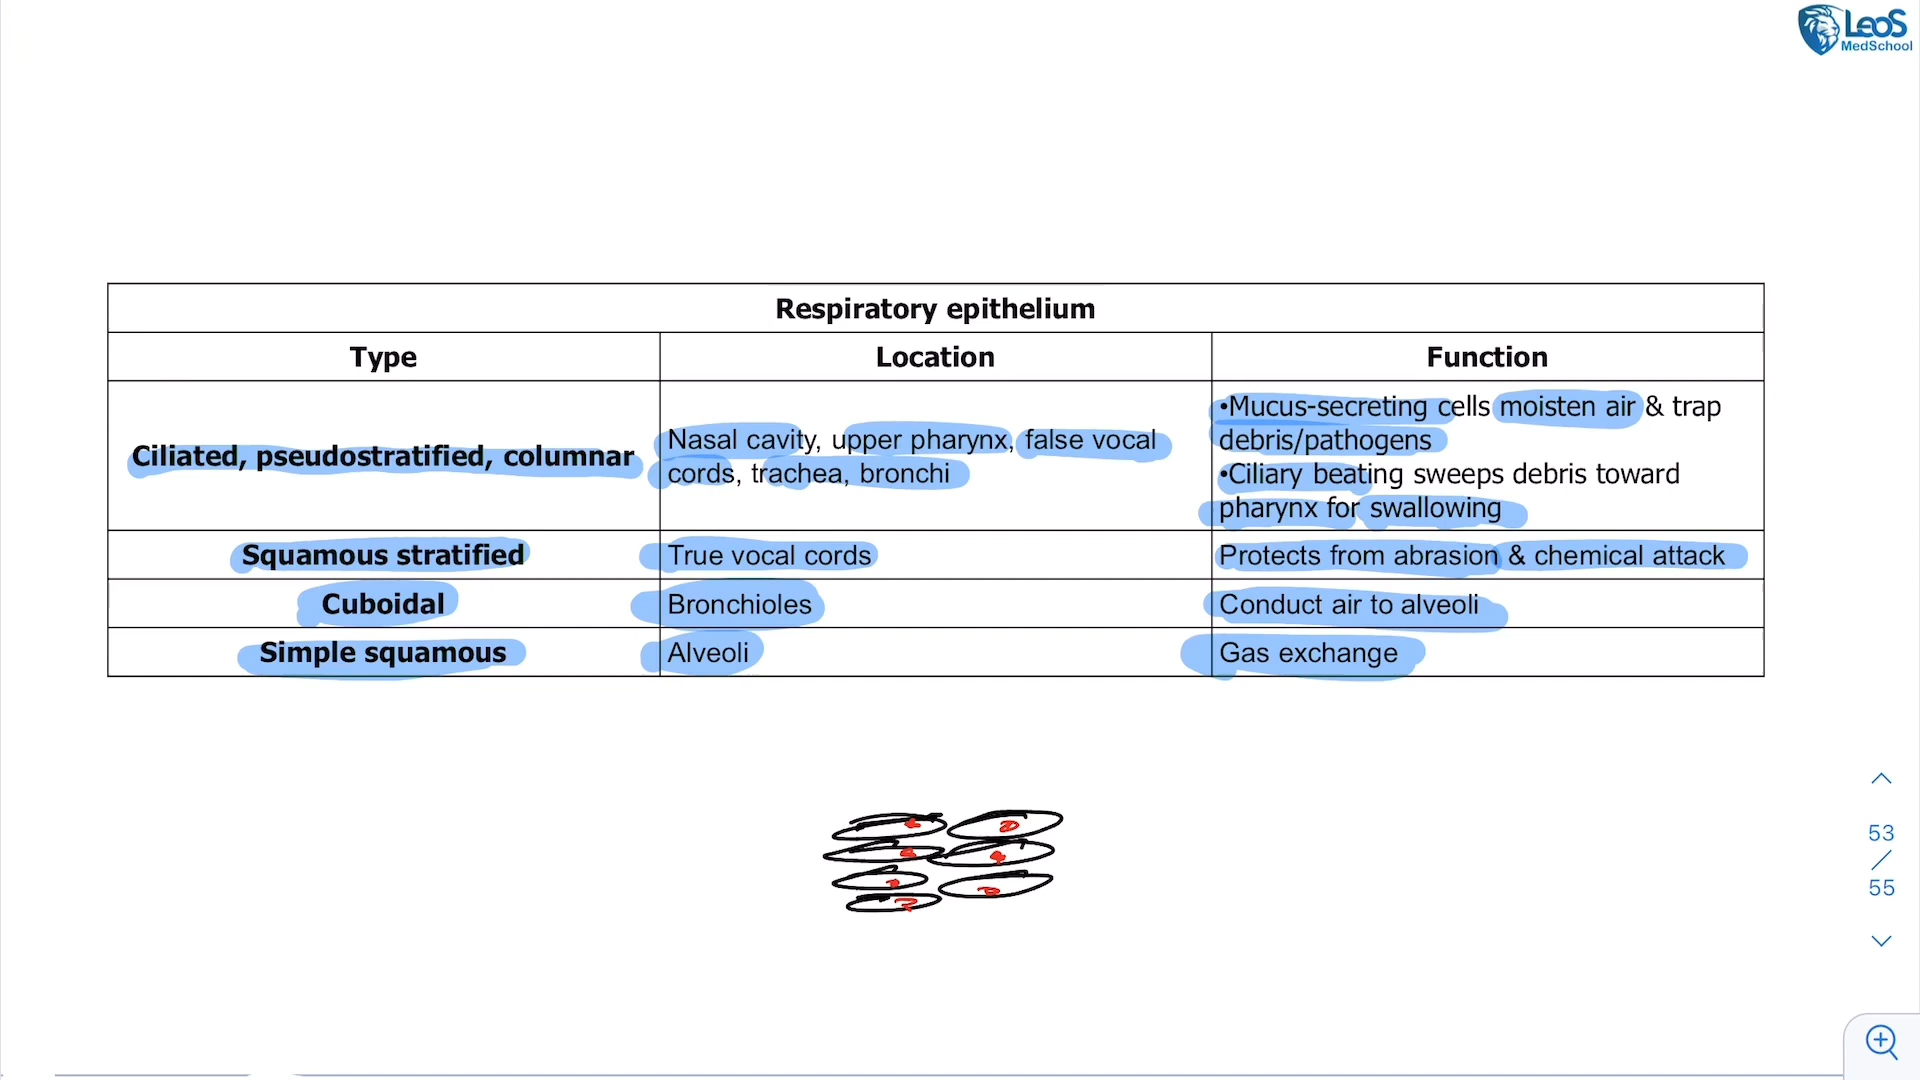 LeoS
MedSchool
Respiratory epithelium
Type
Location
Function
Ciliated, pseudostratified, columnar
Nasal cavity, upper pharynx, false vocal
cords, trachea, bronchi
•Mucus-secreting cells moisten air & trap
debris/pathogens
•Ciliary beating sweeps debris toward
pharynx for swallowing
Squamous stratified
True vocal cords
Protects from abrasion & chemical attack
Cuboidal
Bronchioles
Conduct air to alveoli
Simple squamous
Alveoli
Gas exchange
53
/
55